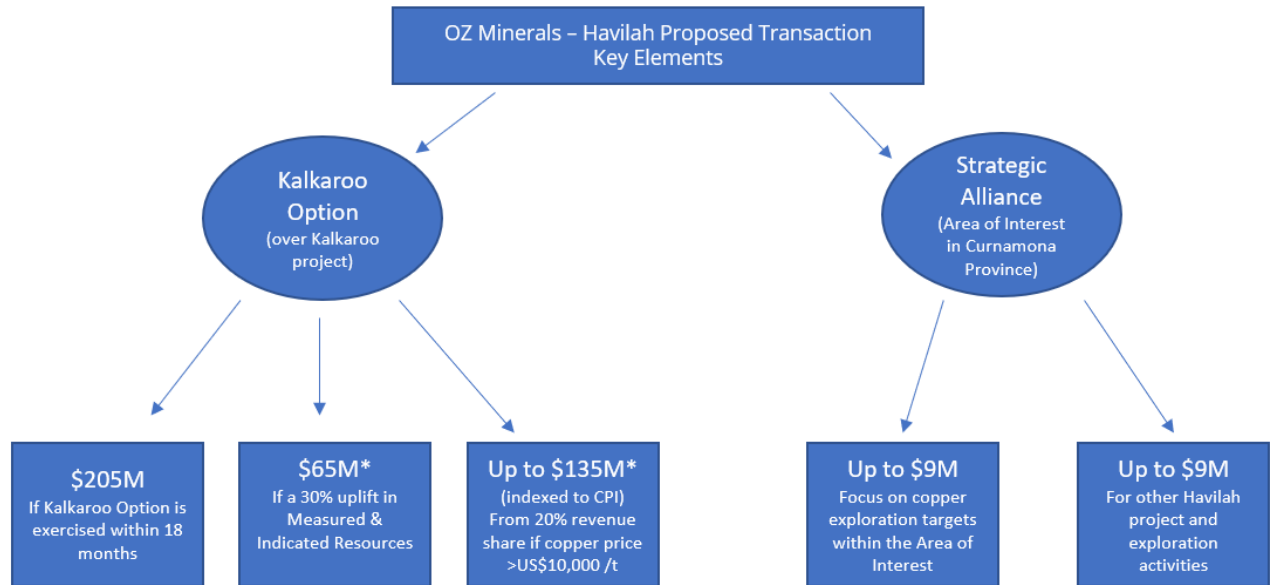 OZ Minerals – Havilah Proposed Transaction
Key Elements
Kalkaroo
Option
(over Kalkaroo
project)
Strategic
Alliance
(Area of Interest
in Curnamona
Province)
$205M
If Kalkaroo Option is
exercised within 18
months
$65M*
If a 30% uplift in
Measured &
Indicated Resources
Up to $135M*
(indexed to CPI)
From 20% revenue
share if copper price
>US$10,000 /t
Up to $9M
Focus on copper
exploration targets
within the Area of
Interest
Up to $9M
For other Havilah
project and
exploration
activities